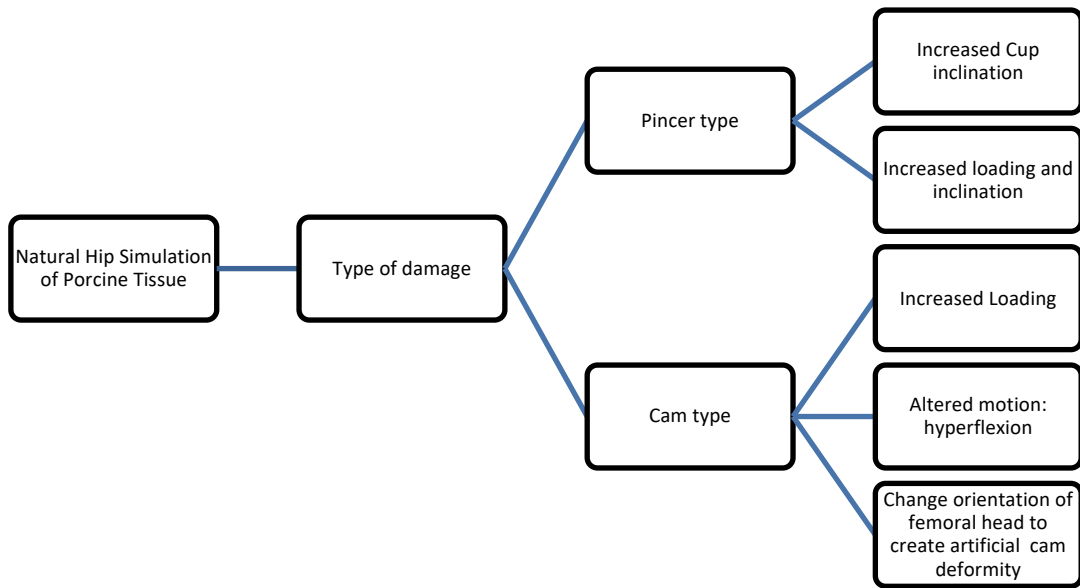 Natural Hip Simulation
of Porcine Tissue
Type of damage
Pincer type
Increased Cup
inclination
Increased loading and
inclination
Cam type
Increased Loading
Altered motion:
hyperflexion
Change orientation of
femoral head to
create artificial  cam
deformity